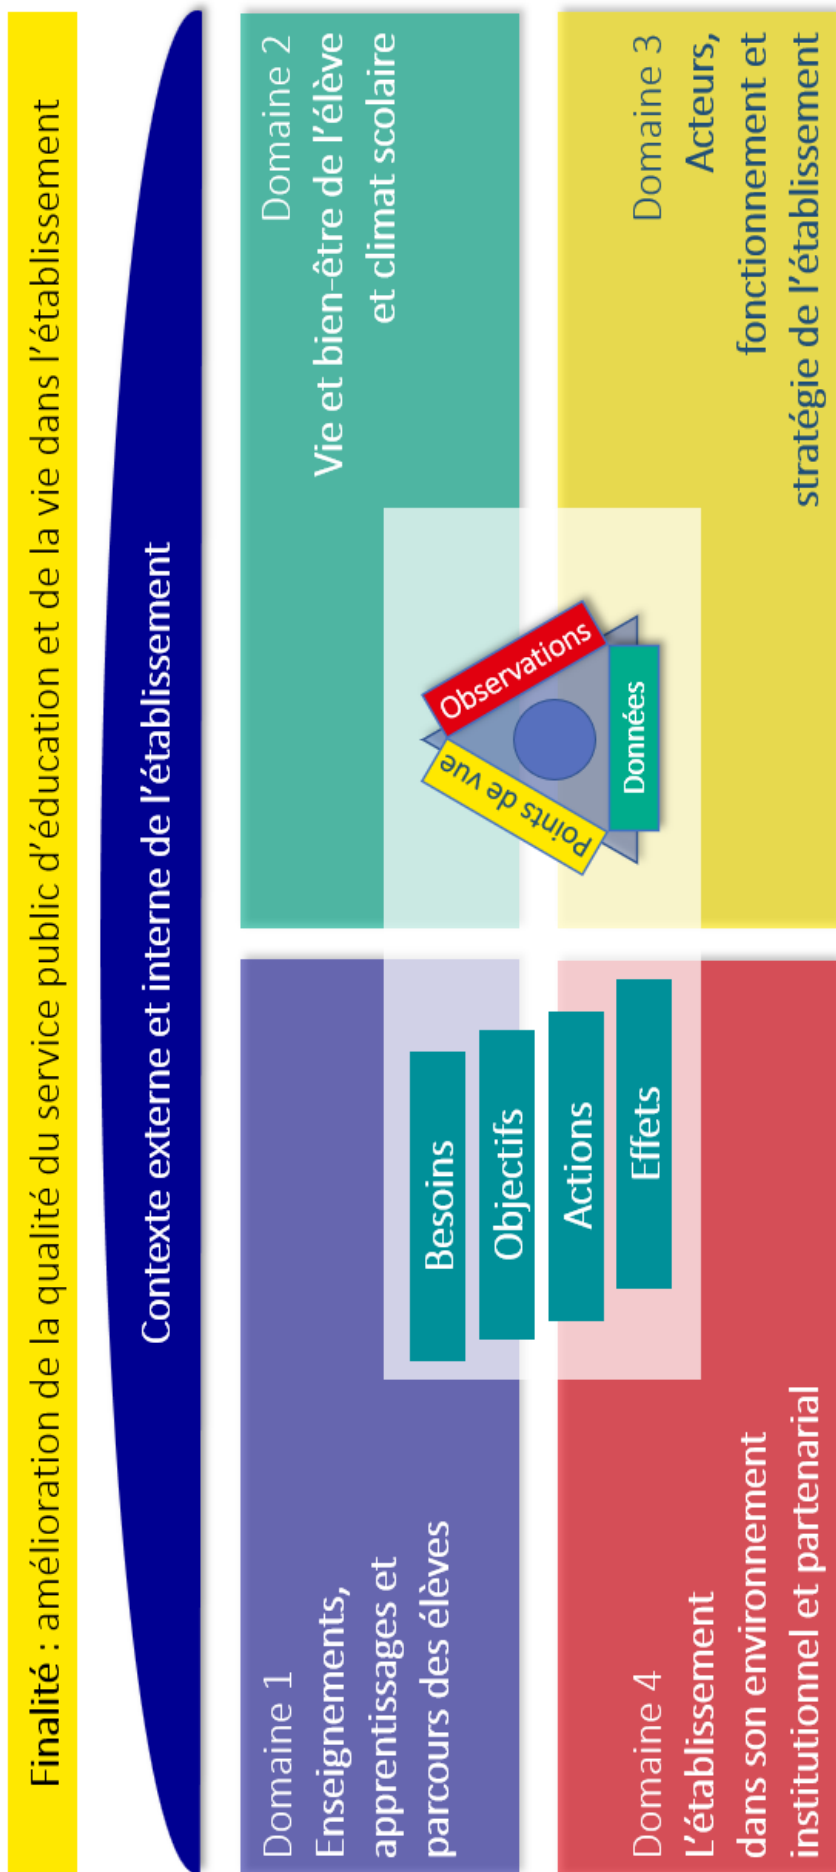 Finalité : amélioration de la qualité du service public d'éducation et de la vie dans l'établissement
Contexte externe et interne de l'établissement
Domaine 1
Enseignements,
apprentissages et
parcours des élèves
Domaine 2
Vie et bien-être de l'élève
et climat scolaire
Besoins
Objectifs
Actions
Effets
Points de vue
Observations
Données
Domaine 4
L'établissement
dans son environnement
institutionnel et partenarial
Domaine 3
Acteurs,
fonctionnement et
stratégie de l'établissement